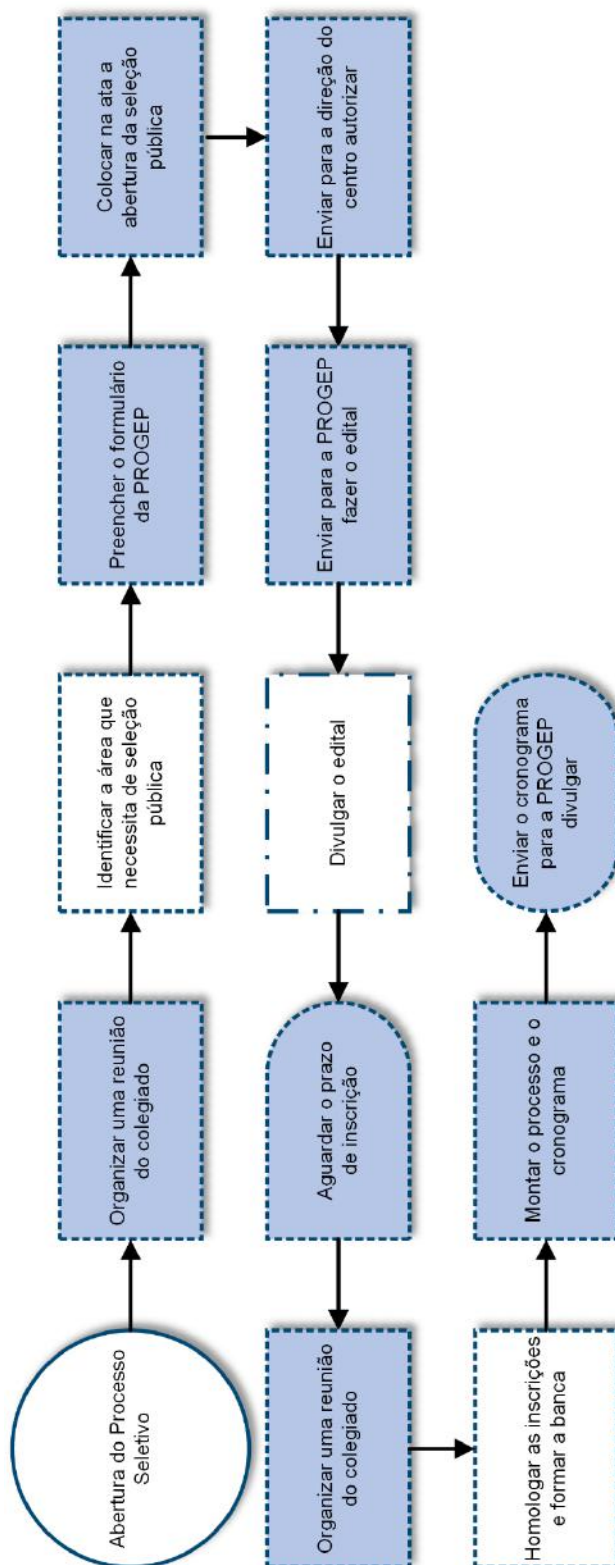 Abertura do Processo
Seletivo
Organizar uma reunião
do colegiado
Identificar a área que
necessita de seleção
pública
Preencher o formulário
da PROGEP
Colocar na ata a
abertura da seleção
pública
Enviar para a direção do
centro autorizar
Enviar para a PROGEP
fazer o edital
Divulgar o edital
Aguardar o prazo
de inscrição
Organizar uma reunião
do colegiado
Homologar as inscrições
e formar a banca
Montar o processo e o
cronograma
Enviar o cronograma
para a PROGEP
divulgar